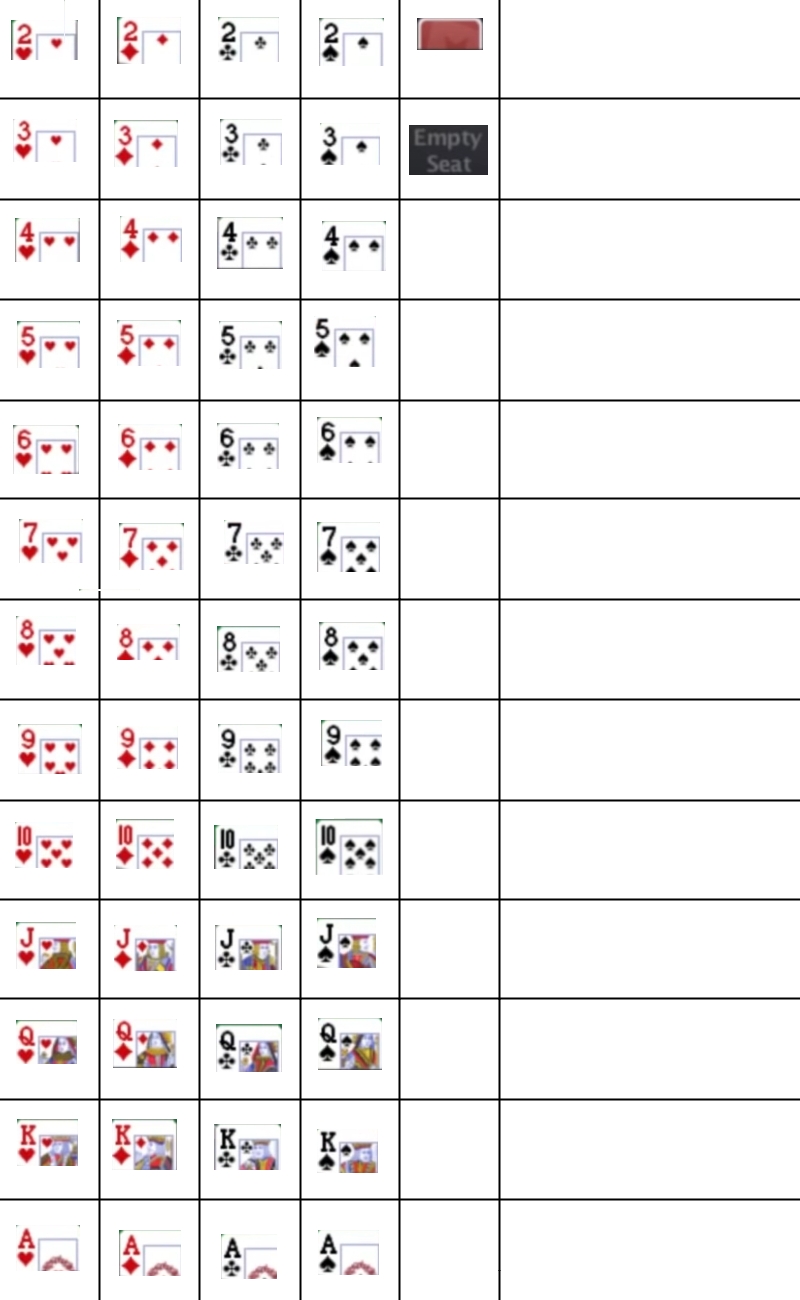 2 2 2 2
3 3 3 3 Empty
Seat
4 4 4 4
5 5 5 5
6 6 6 6
7 7 7 7
8 8 8 8
9 9 9 9
10 10 10 10
J J J J
Q Q Q Q
K K K K
A A A A